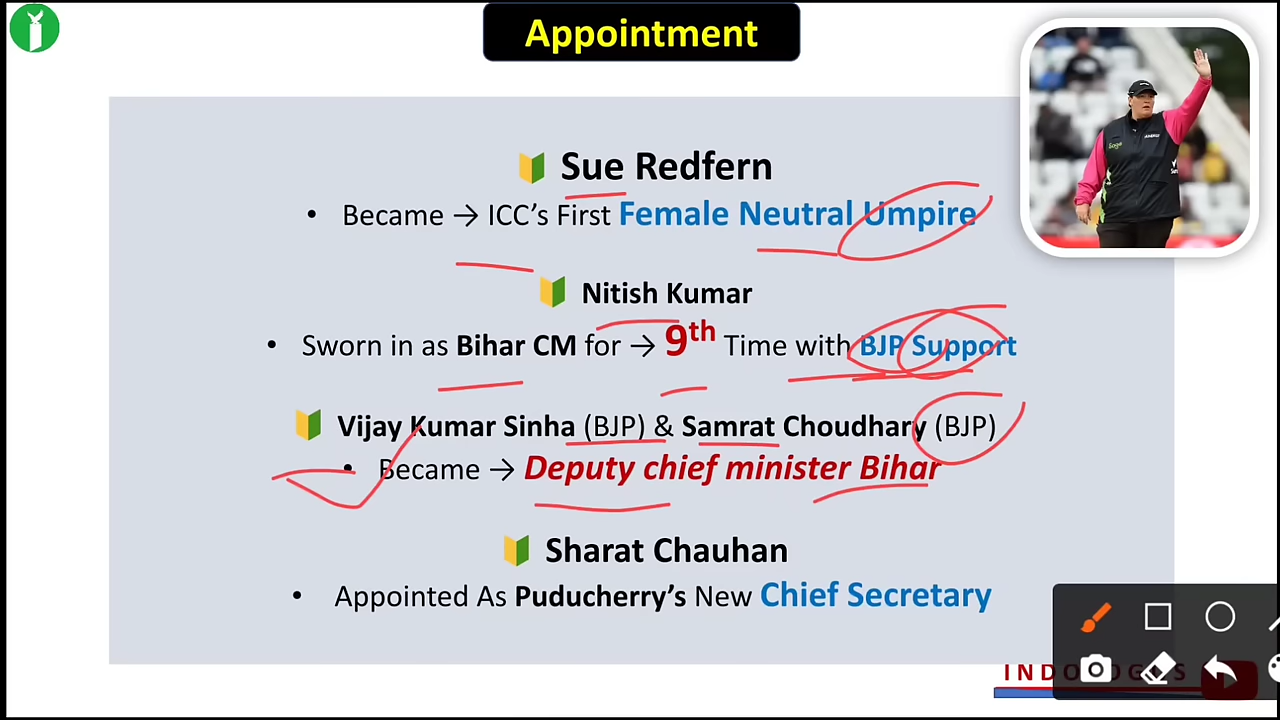 Appointment
Sue Redfern
• Became → ICC's First Female Neutral Umpire
Nitish Kumar
• Sworn in as Bihar CM for → 9th Time with BJP Support
Vijay Kumar Sinha (BJP) & Samrat Choudhary (BJP)
• Became → Deputy chief minister Bihar
Sharat Chauhan
• Appointed As Puducherry's New Chief Secretary